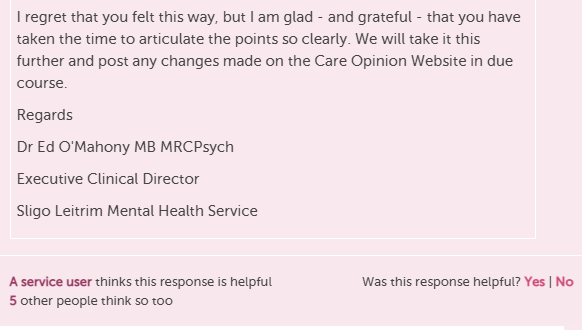 I regret that you felt this way, but I am glad - and grateful - that you have
taken the time to articulate the points so clearly. We will take it this
further and post any changes made on the Care Opinion Website in due
course.
Regards
Dr Ed O'Mahony MB MRCPsych
Executive Clinical Director
Sligo Leitrim Mental Health Service
A service user thinks this response is helpful
5 other people think so too
Was this response helpful? Yes | No